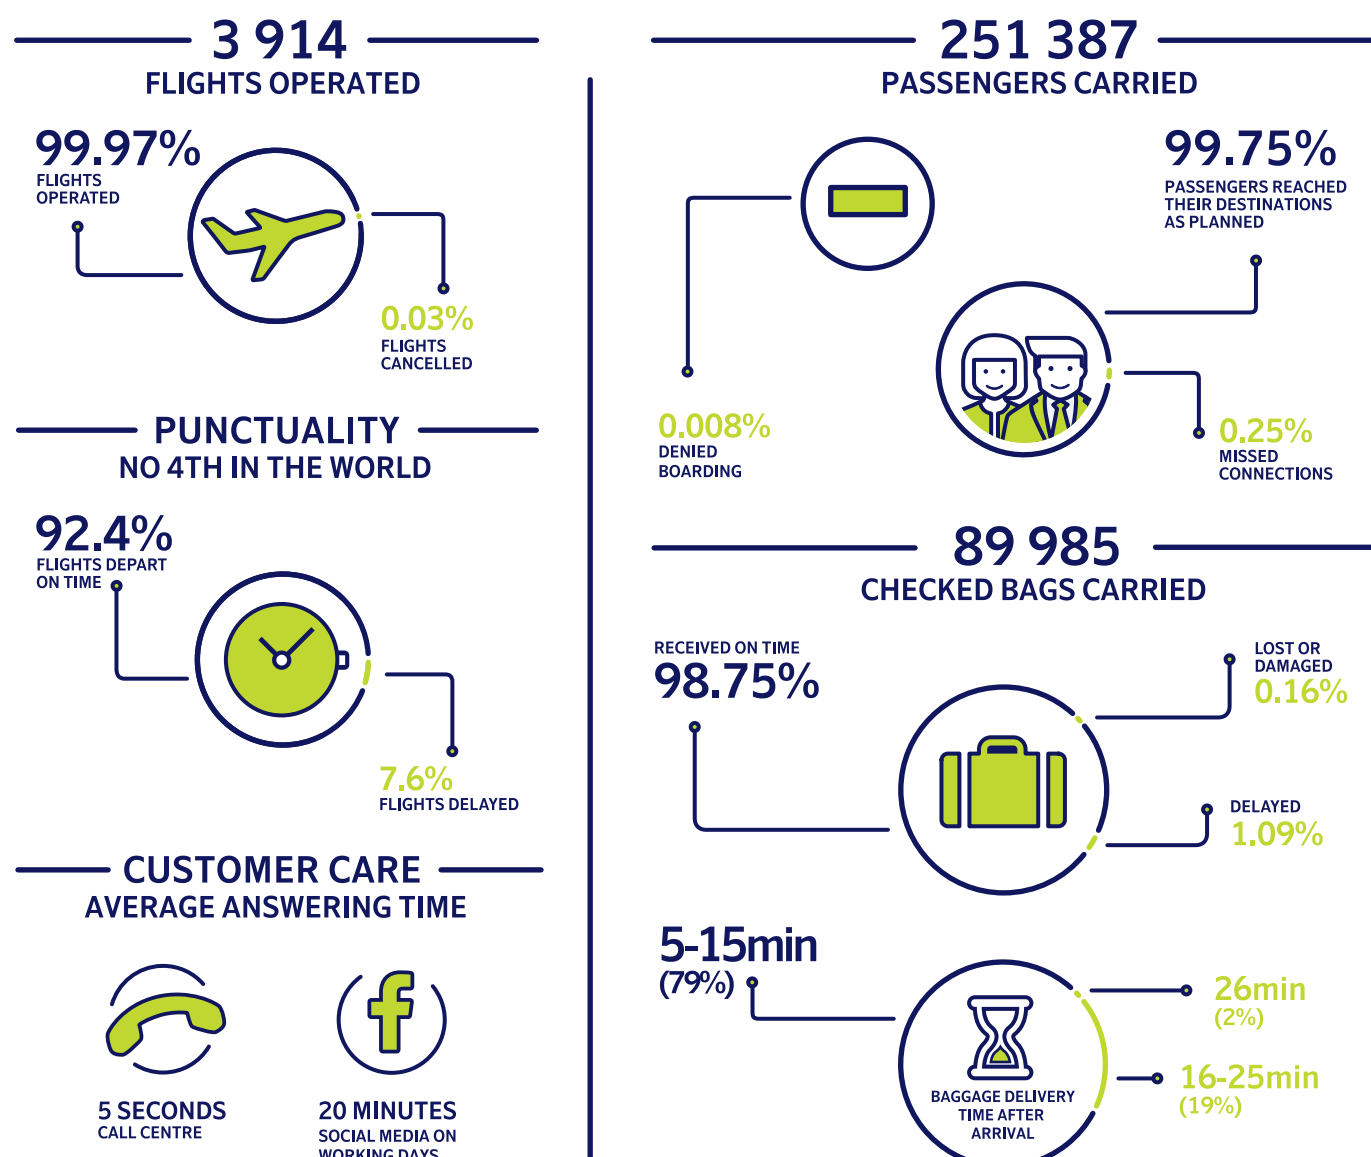 3 914
FLIGHTS OPERATED
99.97%
FLIGHTS
OPERATED
0.03%
FLIGHTS
CANCELLED
PUNCTUALITY
NO 4TH IN THE WORLD
92.4%
FLIGHTS DEPART
ON TIME
7.6%
FLIGHTS DELAYED
CUSTOMER CARE
AVERAGE ANSWERING TIME
5 SECONDS
CALL CENTRE
20 MINUTES
SOCIAL MEDIA ON
WORKING DAYS
251 387
PASSENGERS CARRIED
99.75%
PASSENGERS REACHED
THEIR DESTINATIONS
AS PLANNED
0.008%
DENIED
BOARDING
0.25%
MISSED
CONNECTIONS
89 985
CHECKED BAGS CARRIED
RECEIVED ON TIME
98.75%
LOST OR
DAMAGED
0.16%
DELAYED
1.09%
5-15min
(79%)
26min
(2%)
16-25min
(19%)
BAGGAGE DELIVERY
TIME AFTER
ARRIVAL